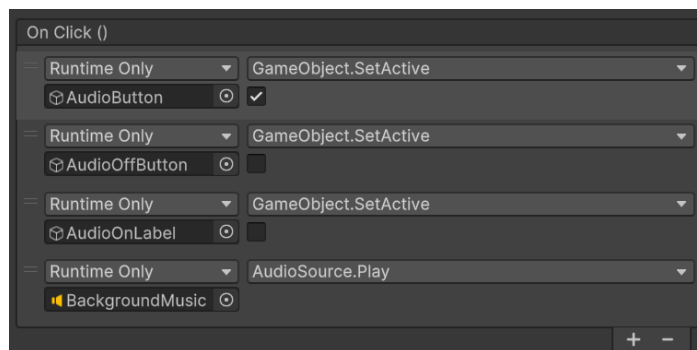 On Click ()
Runtime Only GameObject.SetActive
AudioButton
Runtime Only GameObject.SetActive
AudioOffButton
Runtime Only GameObject.SetActive
AudioOnLabel
Runtime Only AudioSource.Play
BackgroundMusic
+ −